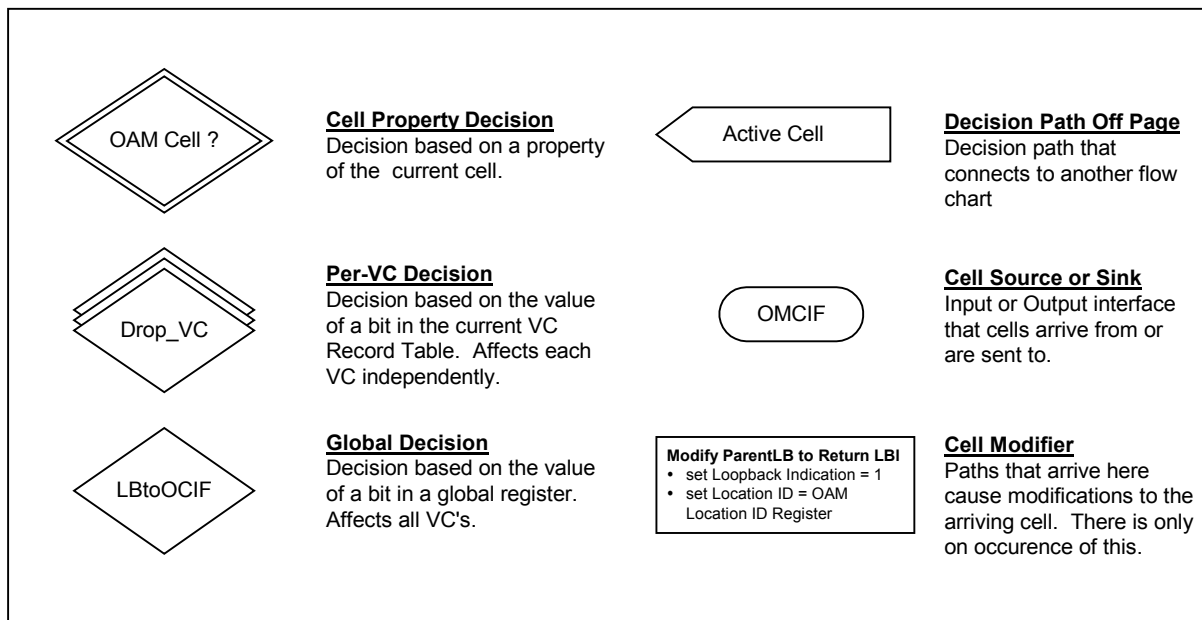 OAM Cell ?
Cell Property Decision
Decision based on a property
of the current cell.
Active Cell
Decision Path Off Page
Decision path that
connects to another flow
chart
Drop_VC
Per-VC Decision
Decision based on the value
of a bit in the current VC
Record Table. Affects each
VC independently.
OMCIF
Cell Source or Sink
Input or Output interface
that cells arrive from or
are sent to.
LBtoOCIF
Global Decision
Decision based on the value
of a bit in a global register.
Affects all VC's.
Modify ParentLB to Return LBI
• set Loopback Indication = 1
• set Location ID = OAM
Location ID Register
Cell Modifier
Paths that arrive here
cause modifications to the
arriving cell. There is only
on occurence of this.